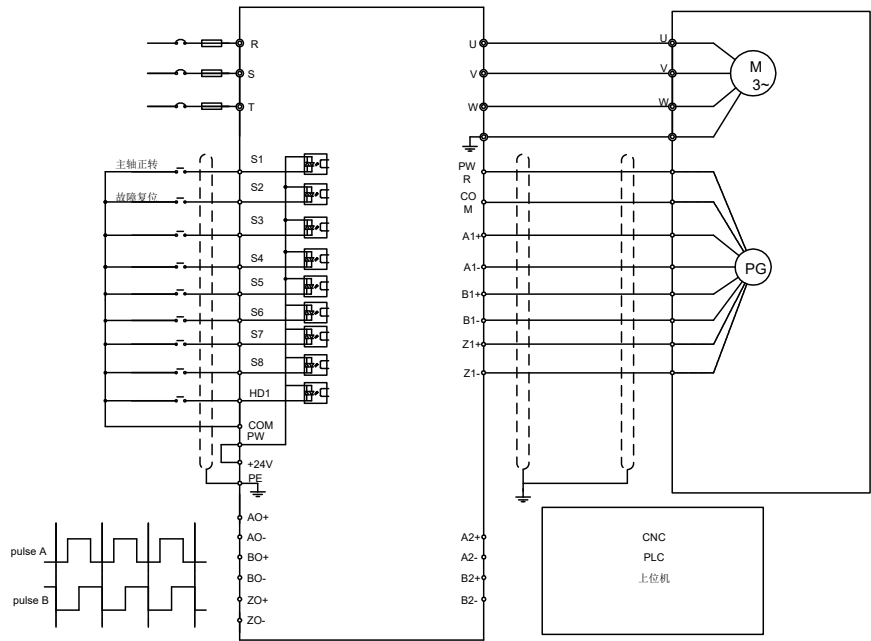 R
S
T
主轴正转
故障复位
S1
S2
S3
S4
S5
S6
S7
S8
HD1
COM
PW
+24V
PE
AO+
AO-
BO+
BO-
ZO+
ZO-
pulse A
pulse B
U
V
W
PW
R
CO
M
A1+
A1-
B1+
B1-
Z1+
Z1-
A2+
A2-
B2+
B2-
U
V
W
M
3~
PG
CNC
PLC
上位机